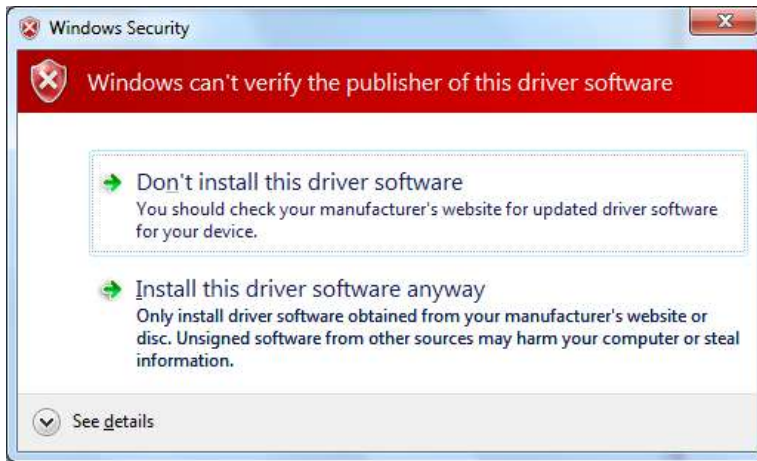 Windows Security
Windows can't verify the publisher of this driver software
Don't install this driver software
You should check your manufacturer's website for updated driver software
for your device.
Install this driver software anyway
Only install driver software obtained from your manufacturer's website or
disc. Unsigned software from other sources may harm your computer or steal
information.
See details